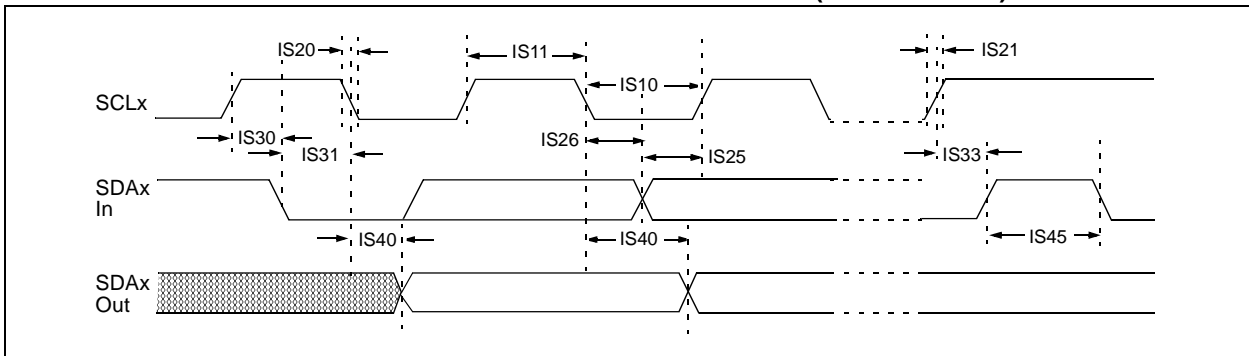 IS20
IS11
IS21
IS10
SCLx
IS30
IS26
IS31
IS25
IS33
SDAx
In
IS40
IS40
IS45
SDAx
Out